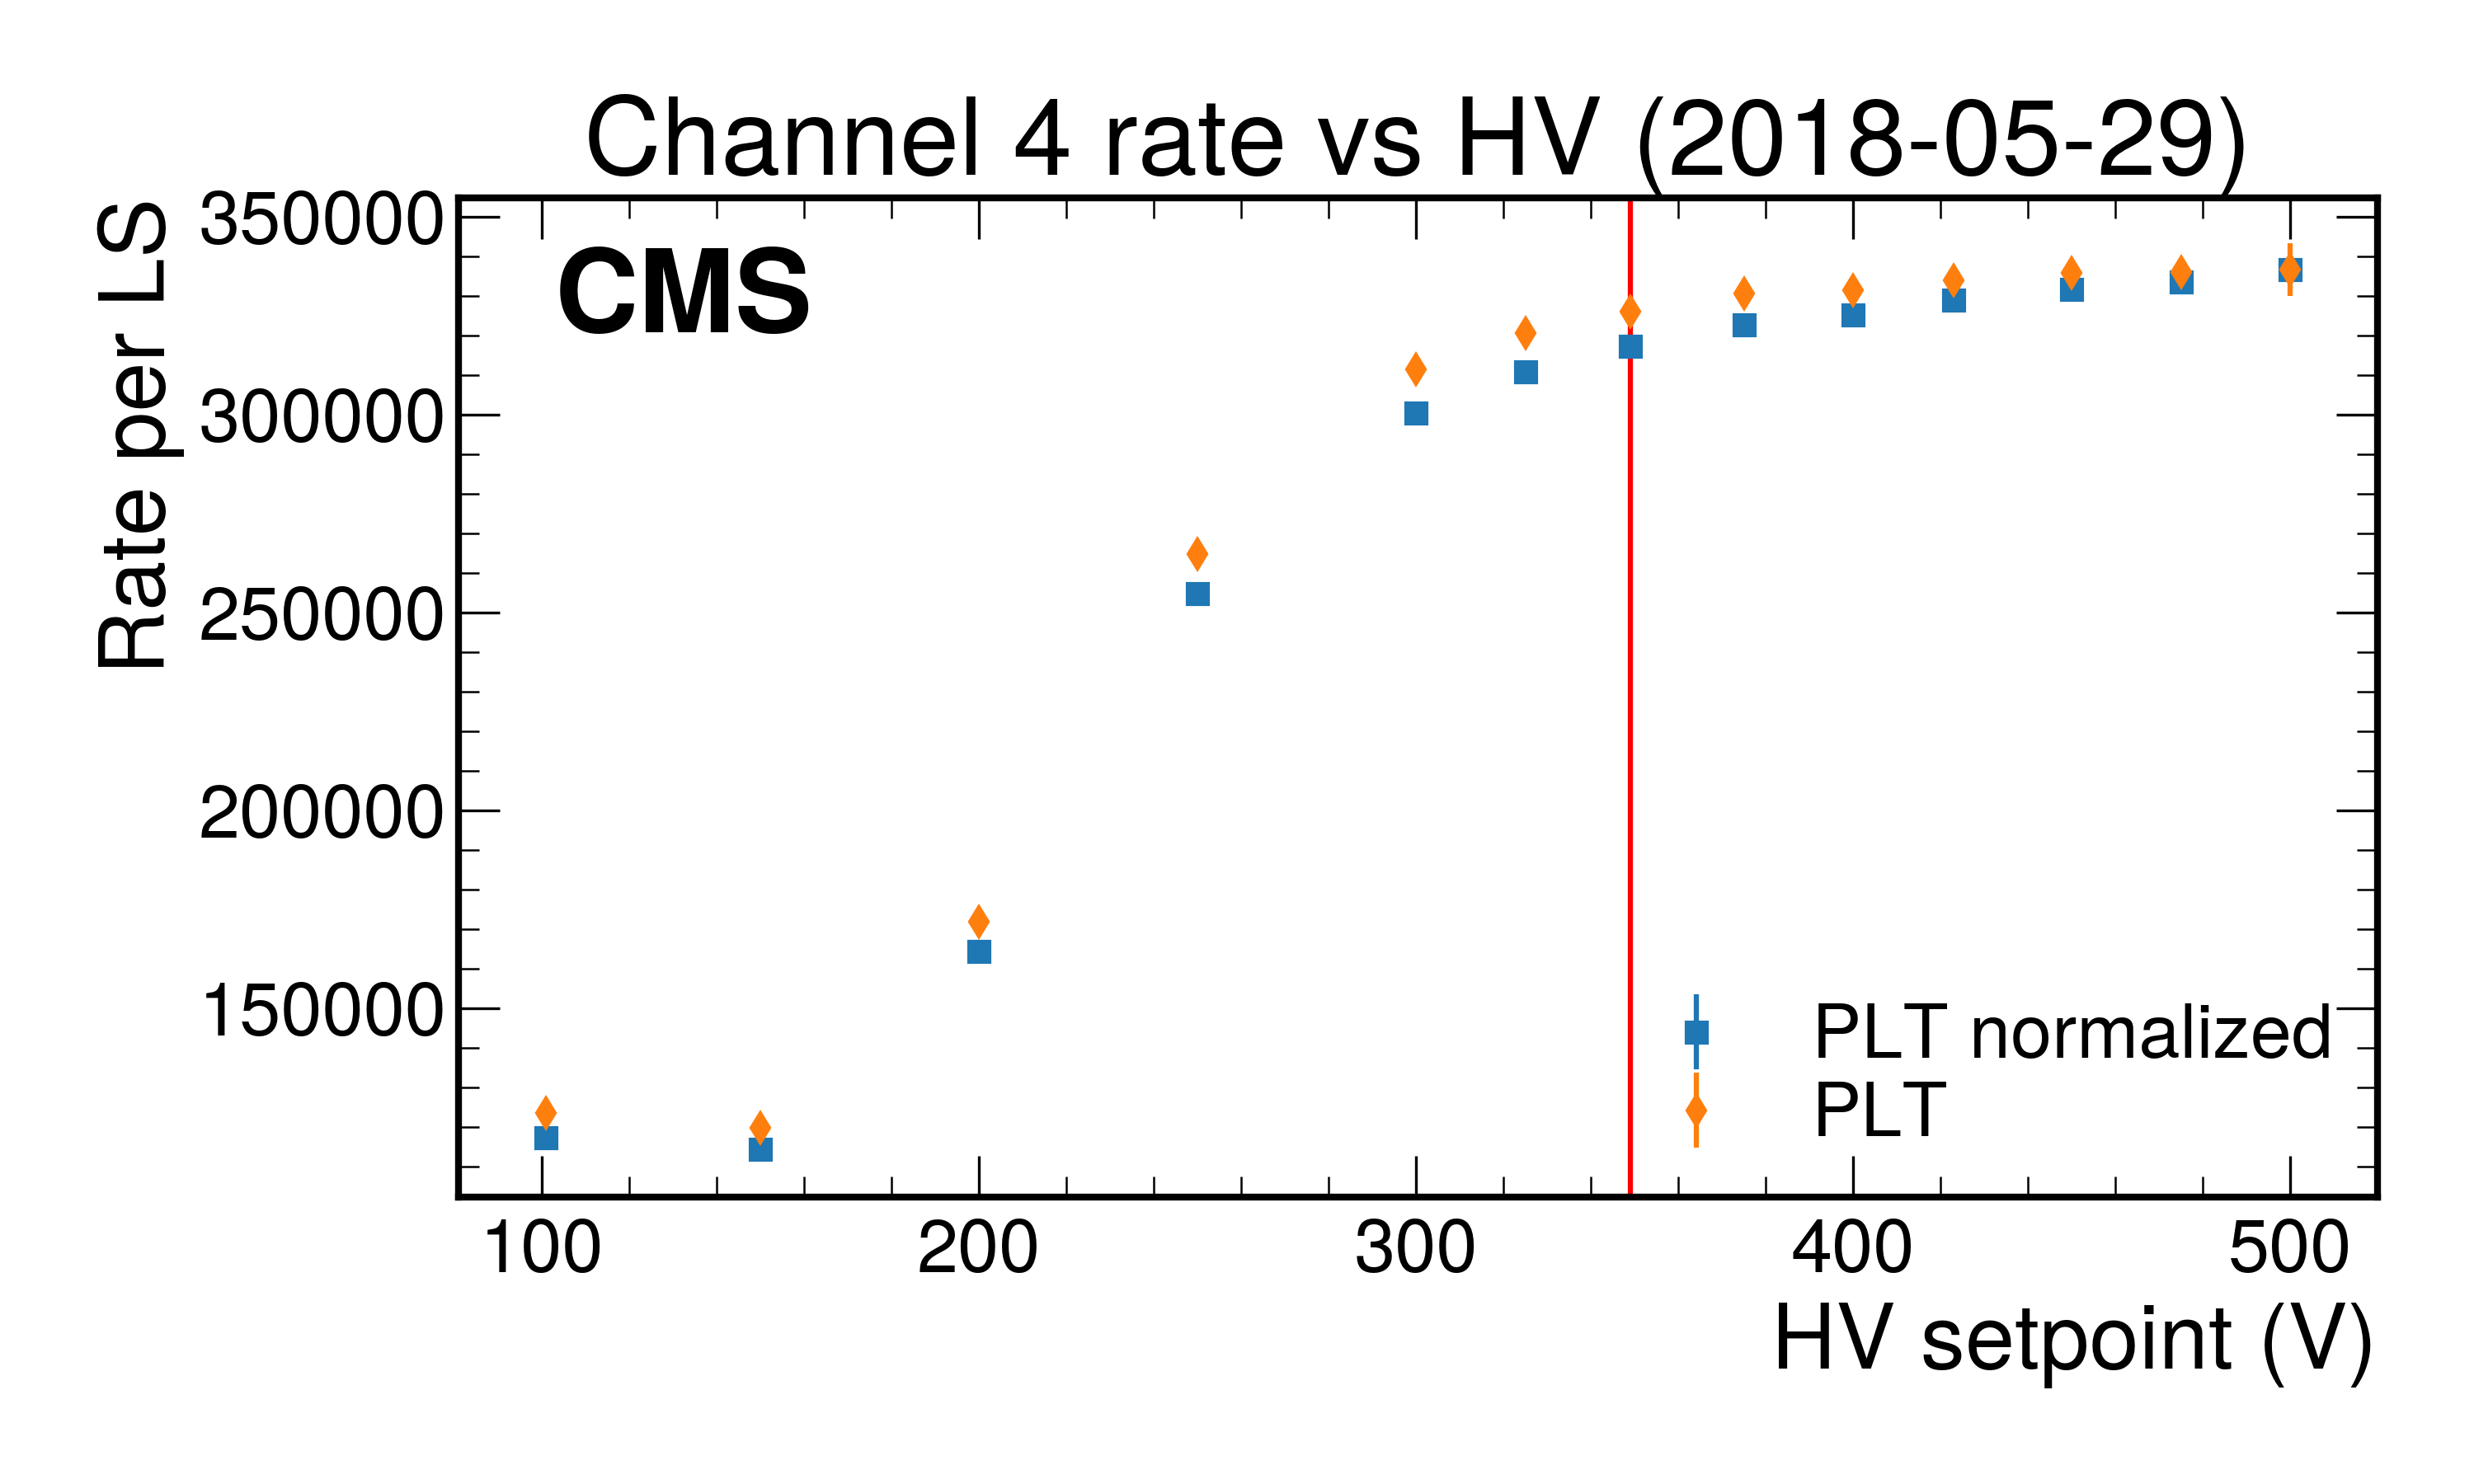 Channel 4 rate vs HV (2018-05-29)
CMS
Rate per LS
350000
300000
250000
200000
150000
PLT normalized
PLT
100 200 300 400 500
HV setpoint (V)